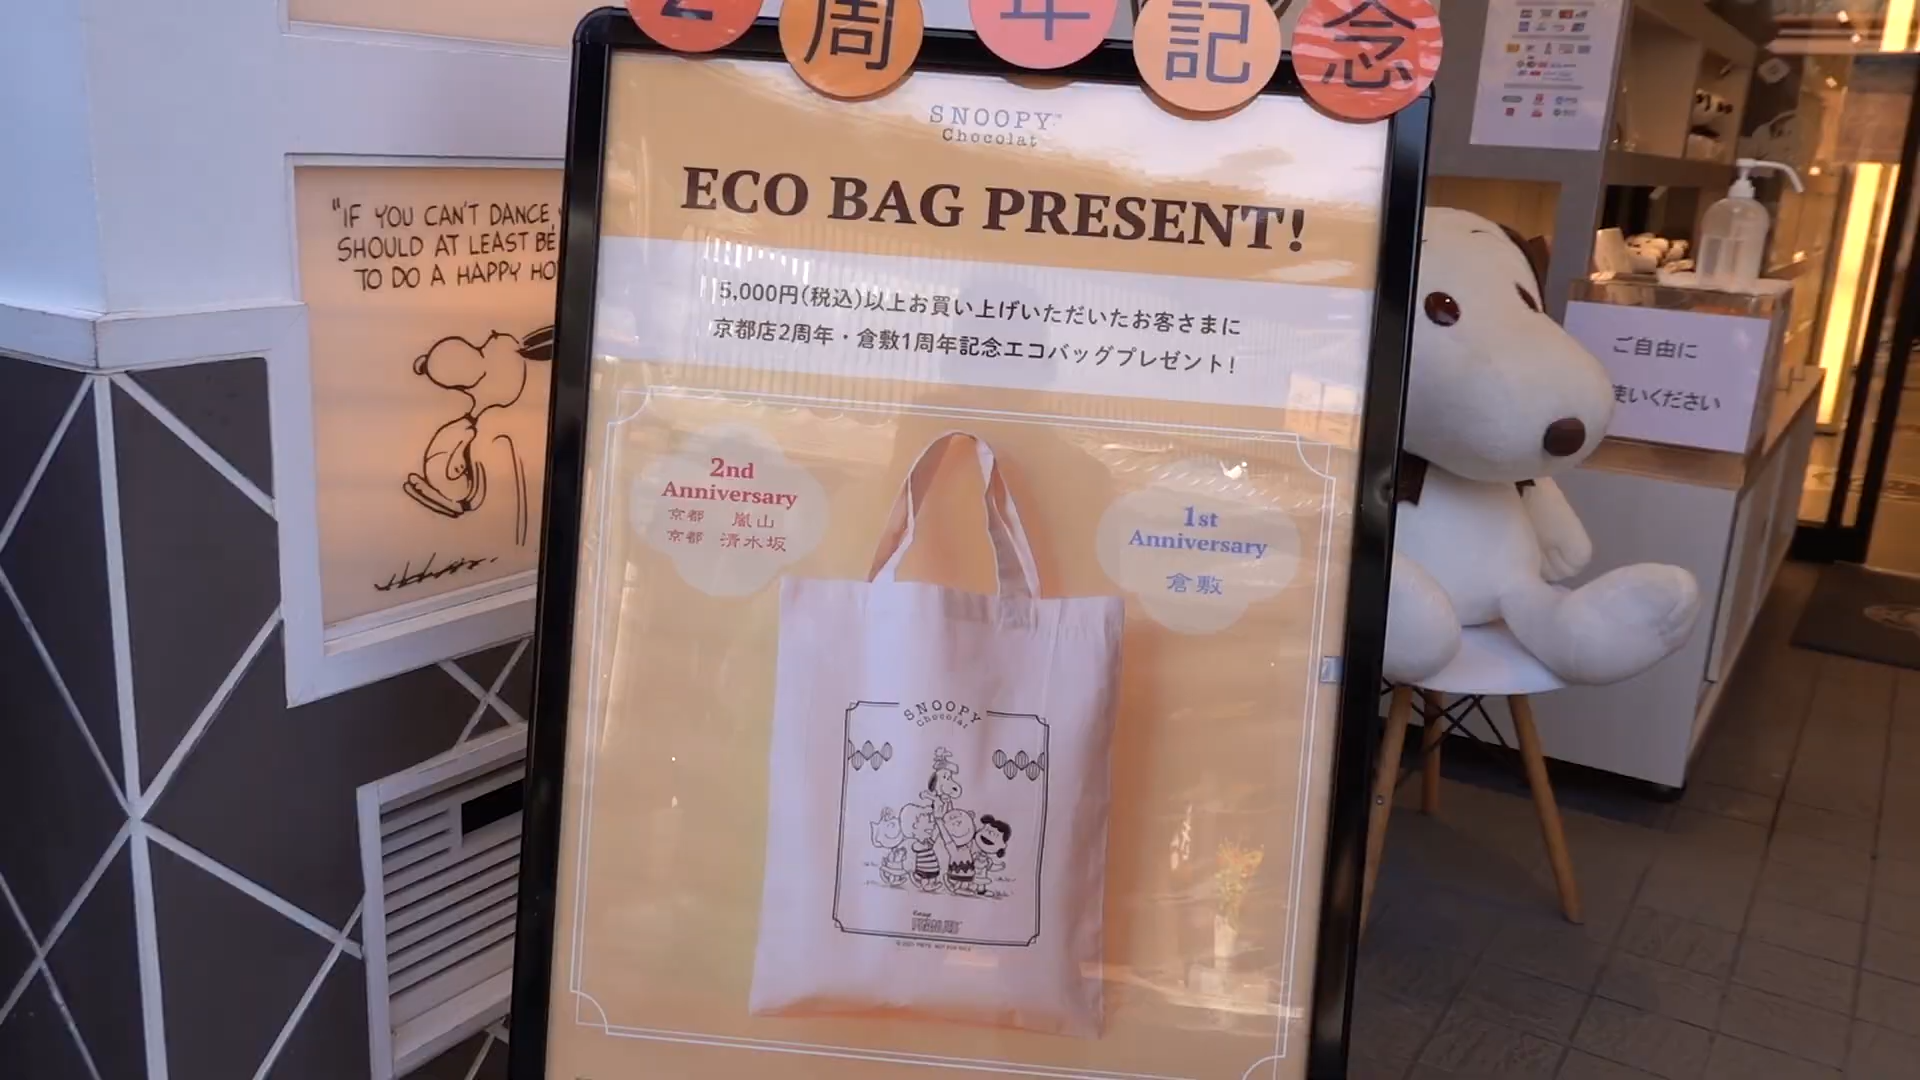 2周年記念
SNOOPY™
Chocolat
ECO BAG PRESENT!
5,000円(税込)以上お買い上げいただいたお客さまに
京都店2周年・倉敷1周年記念エコバッグプレゼント!
2nd
Anniversary
京都 嵐山
京都 清水坂
1st
Anniversary
倉敷
SNOOPY
Chocolat
PEANUTS
"IF YOU CAN'T DANCE,
SHOULD AT LEAST BE
TO DO A HAPPY
ご自由に
使いください